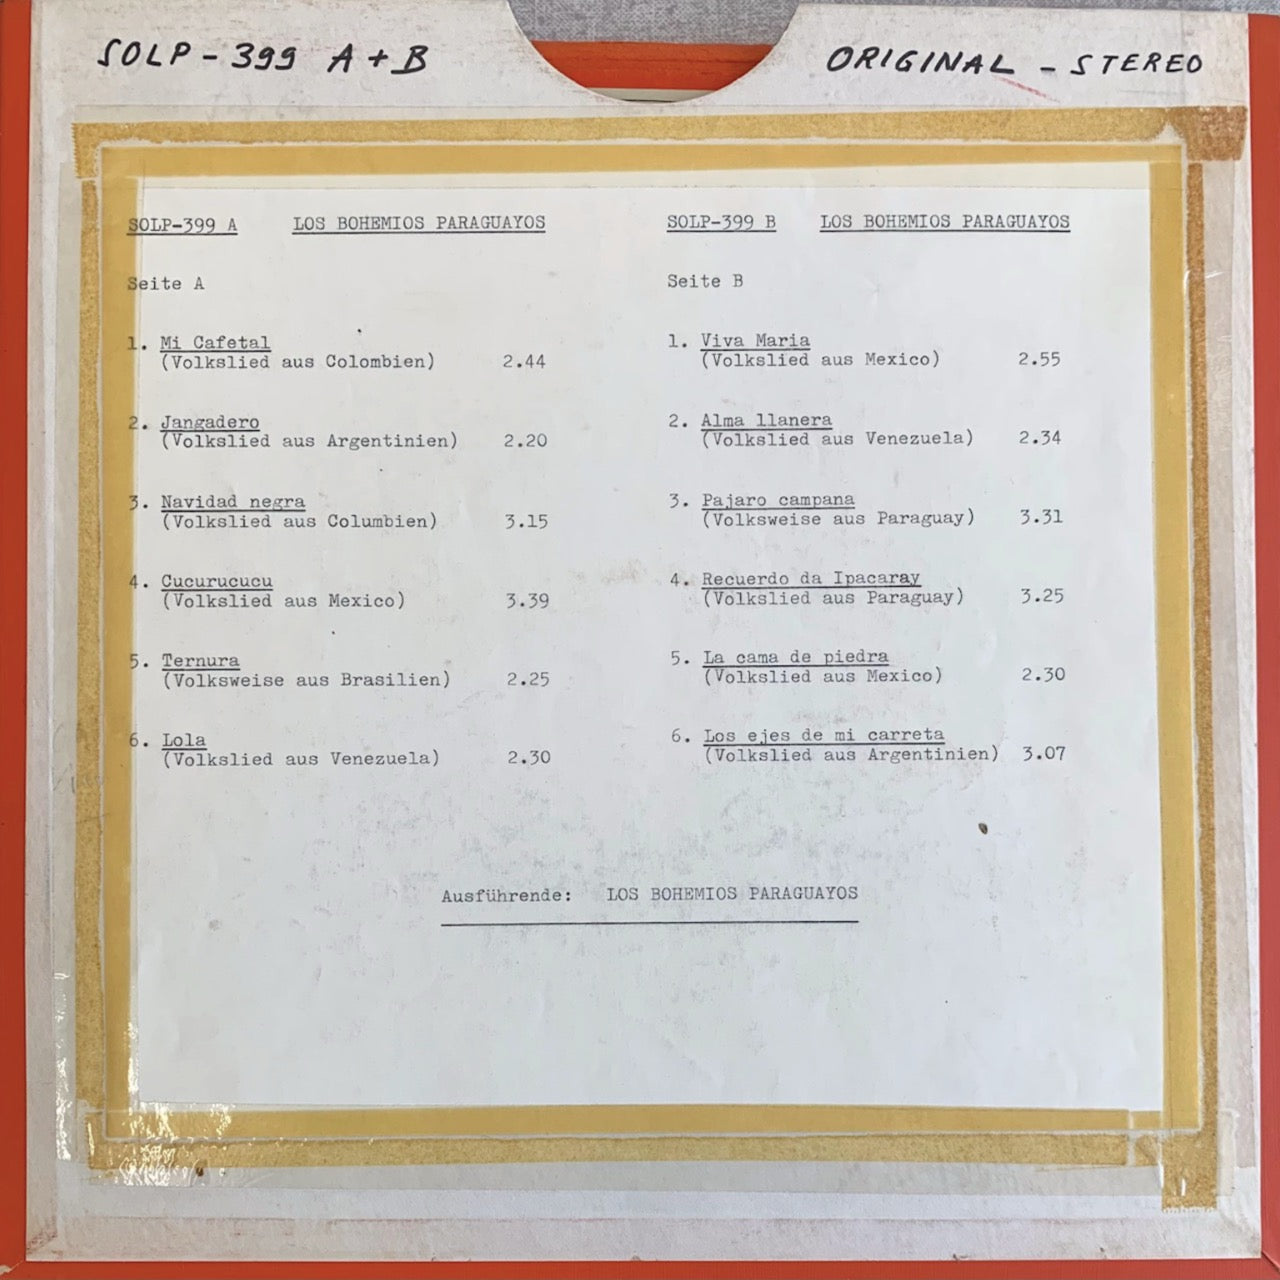 SOLP-399 A+B
ORIGINAL - STEREO
SOLP-399 A LOS BOHEMIOS PARAGUAYOS
Seite A
1. Mi Cafetal
(Volkslied aus Colombien) 2.44
2. Jangadero
(Volkslied aus Argentinien) 2.20
3. Navidad negra
(Volkslied aus Columbien) 3.15
4. Cucurucucu
(Volkslied aus Mexico) 3.39
5. Ternura
(Volksweise aus Brasilien) 2.25
6. Lola
(Volkslied aus Venezuela) 2.30
SOLP-399 B LOS BOHEMIOS PARAGUAYOS
Seite B
1. Viva Maria
(Volkslied aus Mexico) 2.55
2. Alma llanera
(Volkslied aus Venezuela) 2.34
3. Pajaro campana
(Volksweise aus Paraguay) 3.31
4. Recuerdo da Ipacaray
(Volkslied aus Paraguay) 3.25
5. La cama de piedra
(Volkslied aus Mexico) 2.30
6. Los ejes de mi carreta
(Volkslied aus Argentinien) 3.07
Ausführende: LOS BOHEMIOS PARAGUAYOS